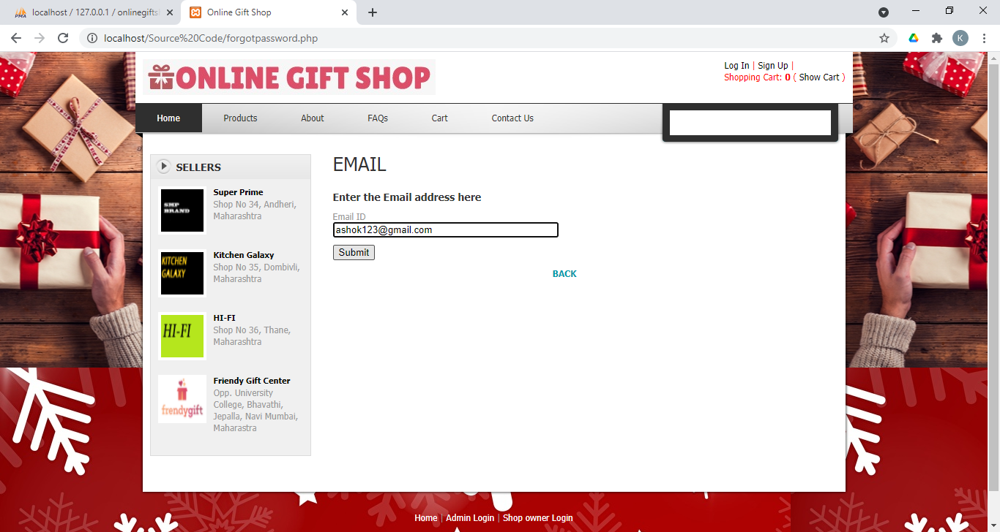 localhost / 127.0.0.1 / onlinegifts
Online Gift Shop
localhost/Source%20Code/forgotpassword.php
K
ONLINE GIFT SHOP
Log In | Sign Up |
Shopping Cart: 0 ( Show Cart )
Home Products About FAQs Cart Contact Us
SELLERS
Super Prime
Shop No 34, Andheri,
Maharashtra
SMP
BRAND
Kitchen Galaxy
Shop No 35, Dombivli,
Maharashtra
KITCHEN
GALAXY
HI-FI
Shop No 36, Thane,
Maharashtra
HI-FI
Friendy Gift Center
Opp. University
College, Bhavathi,
Jepalla, Navi Mumbai,
Maharastra
frendygift
EMAIL
Enter the Email address here
Email ID
ashok123@gmail.com
Submit
BACK
Home | Admin Login | Shop owner Login